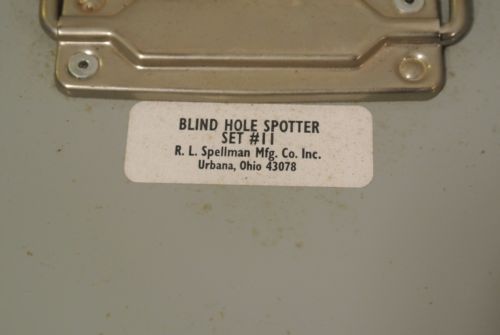 BLIND HOLE SPOTTER
SET #11
R. L. Spellman Mfg. Co. Inc.
Urbana, Ohio 43078